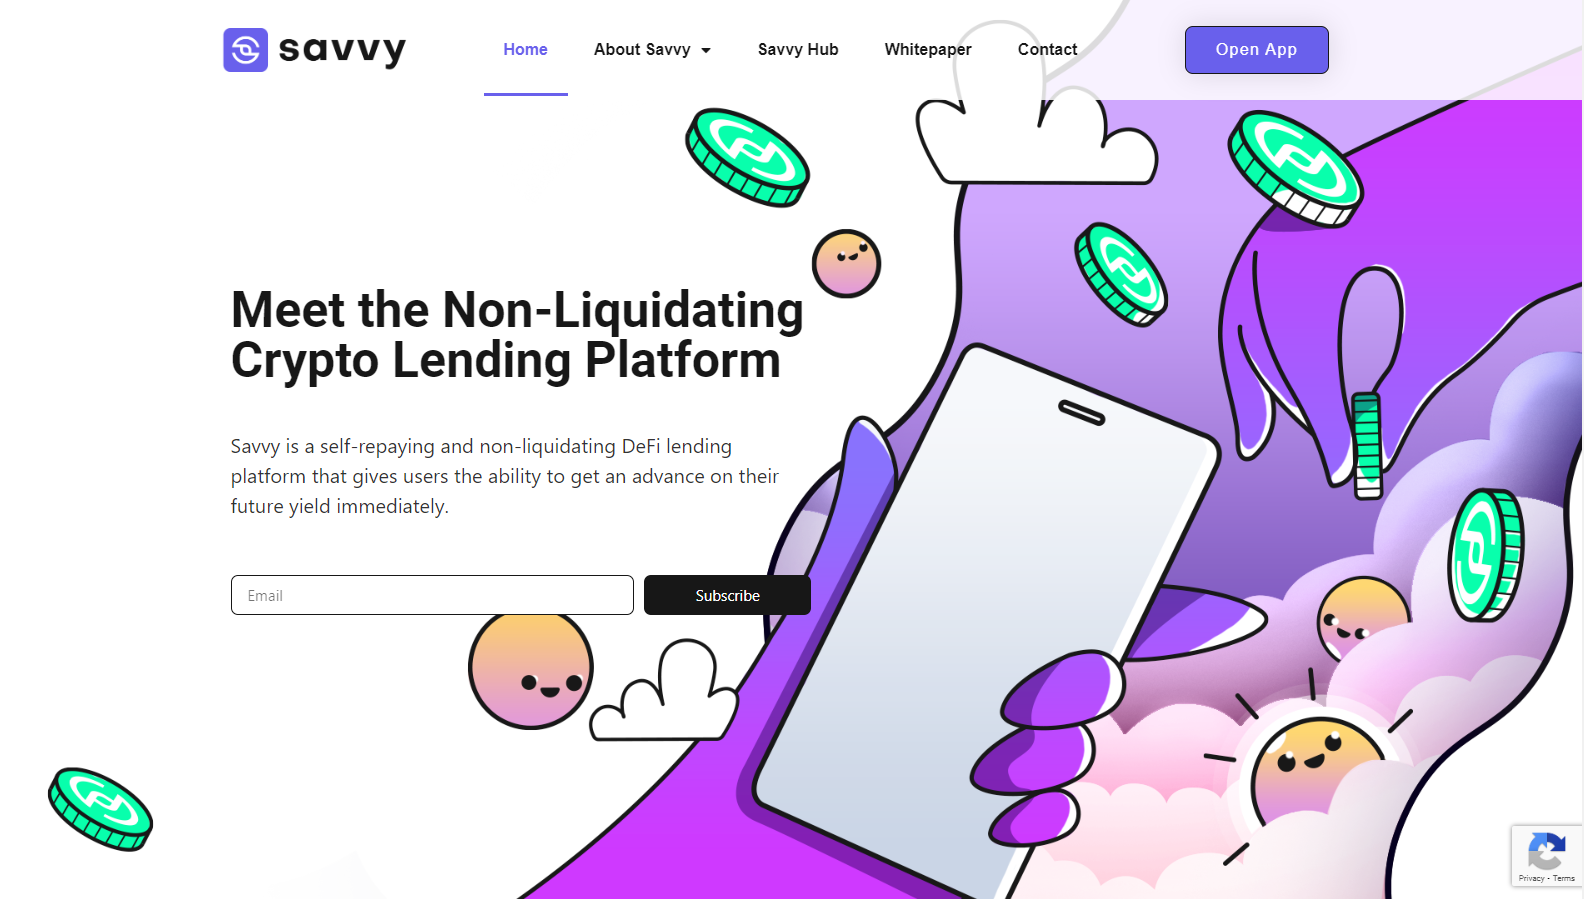 savvy
Home
About Savvy
Savvy Hub
Whitepaper
Contact
Open App
Meet the Non-Liquidating
Crypto Lending Platform
Savvy is a self-repaying and non-liquidating DeFi lending
platform that gives users the ability to get an advance on their
future yield immediately.
Email
Subscribe
Privacy - Terms